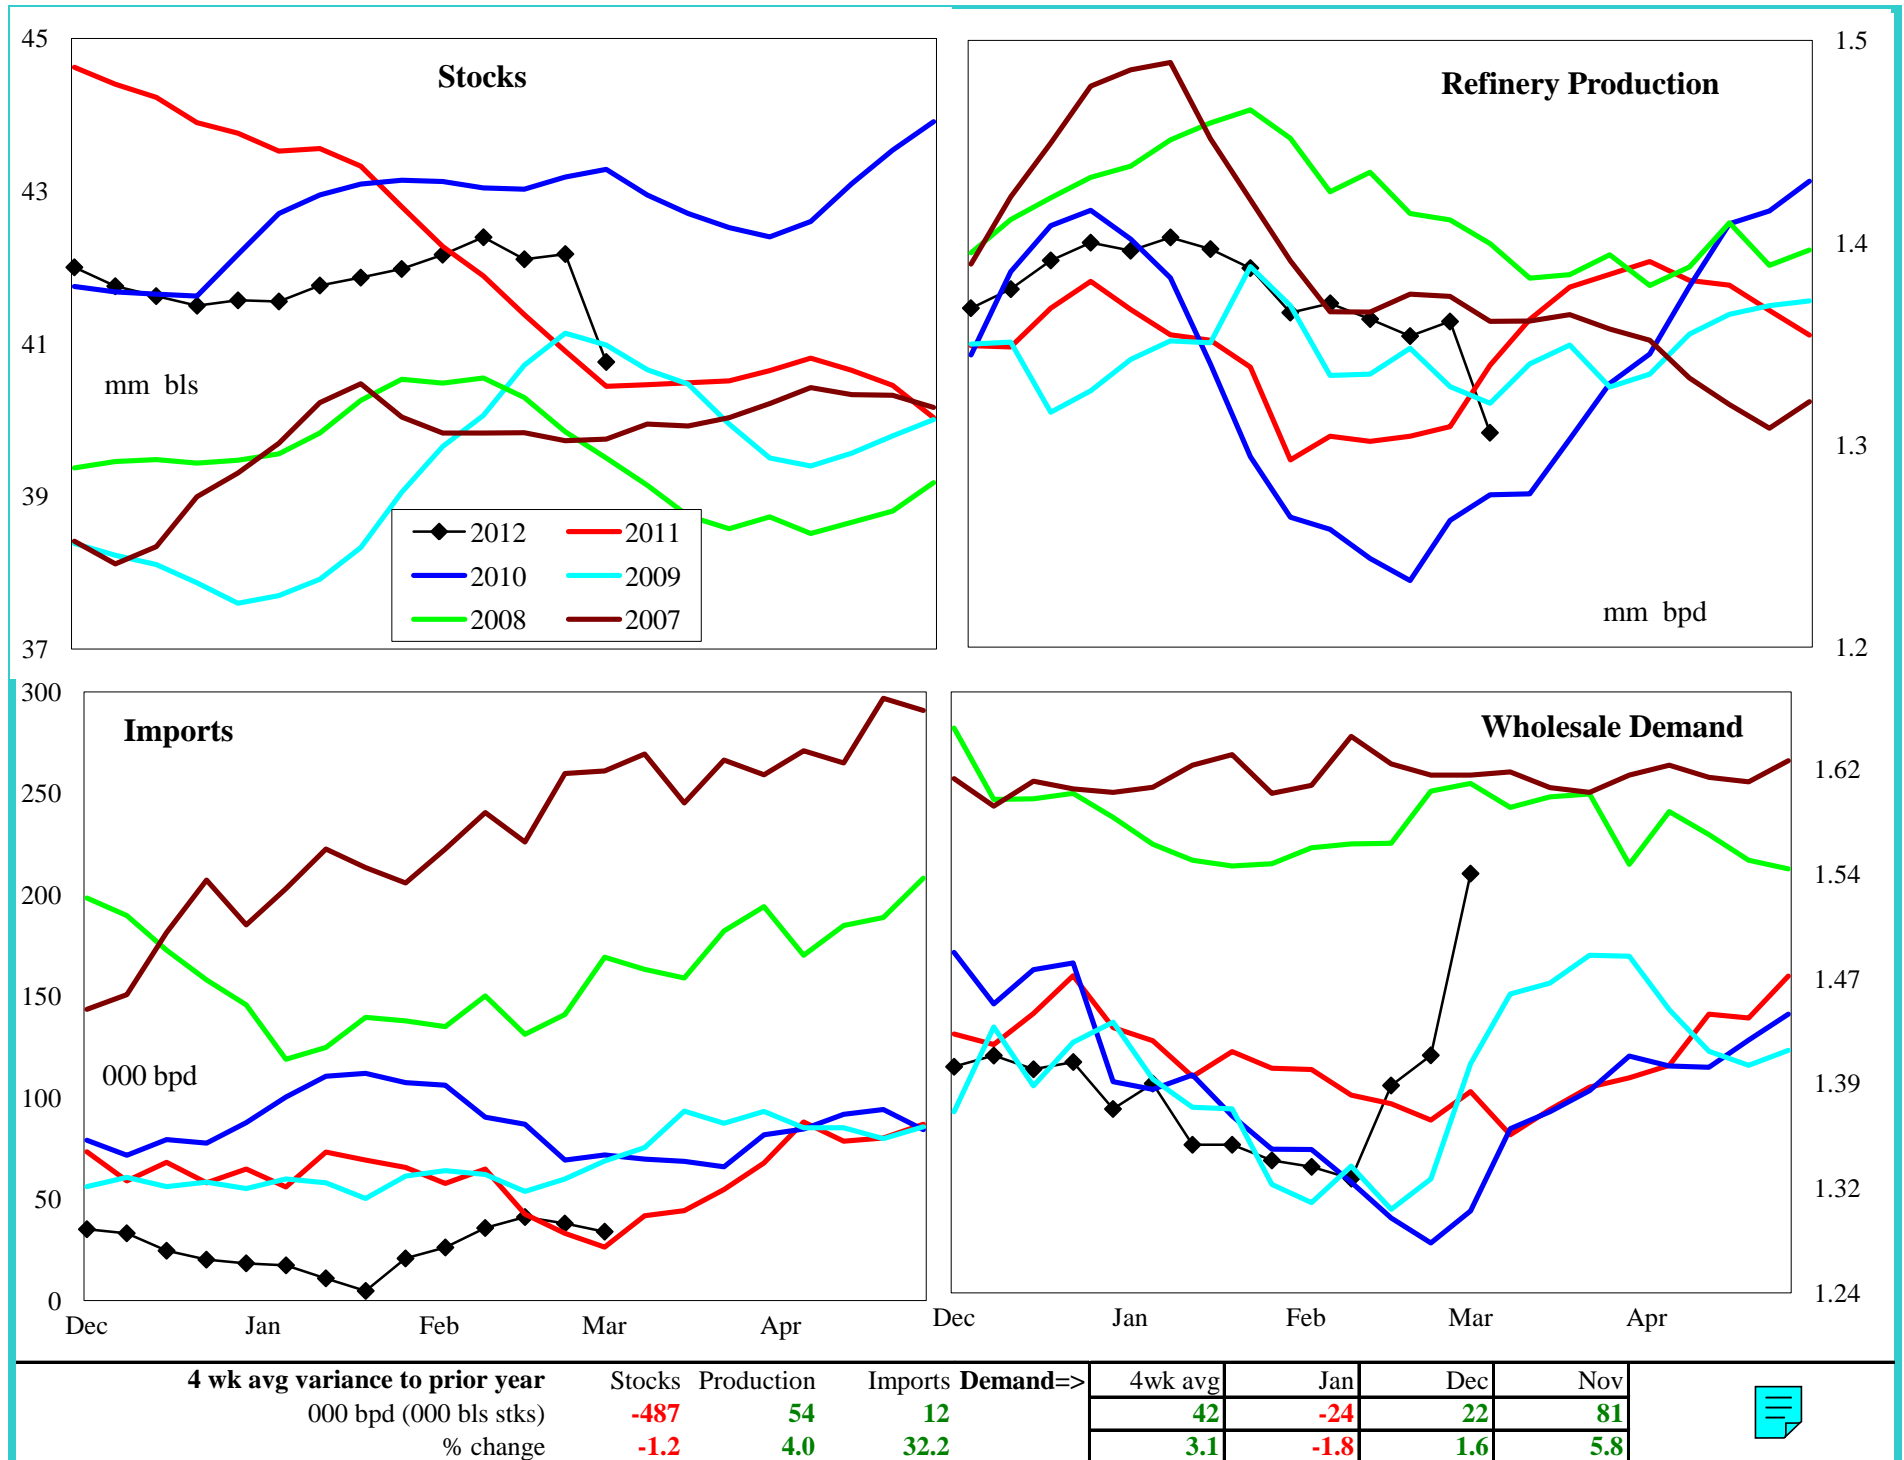 Stocks
45
43
41
39
37
mm bls
2012 2011
2010 2009
2008 2007
Refinery Production
1.5
1.4
1.3
1.2
mm bpd
Imports
300
250
200
150
100
50
0
000 bpd
Dec Jan Feb Mar Apr
Wholesale Demand
1.62
1.54
1.47
1.39
1.32
1.24
Dec Jan Feb Mar Apr
4 wk avg variance to prior year Stocks Production Imports Demand=> 4wk avg Jan Dec Nov
000 bpd (000 bls stks) -487 54 12 42 -24 22 81
% change -1.2 4.0 32.2 3.1 -1.8 1.6 5.8